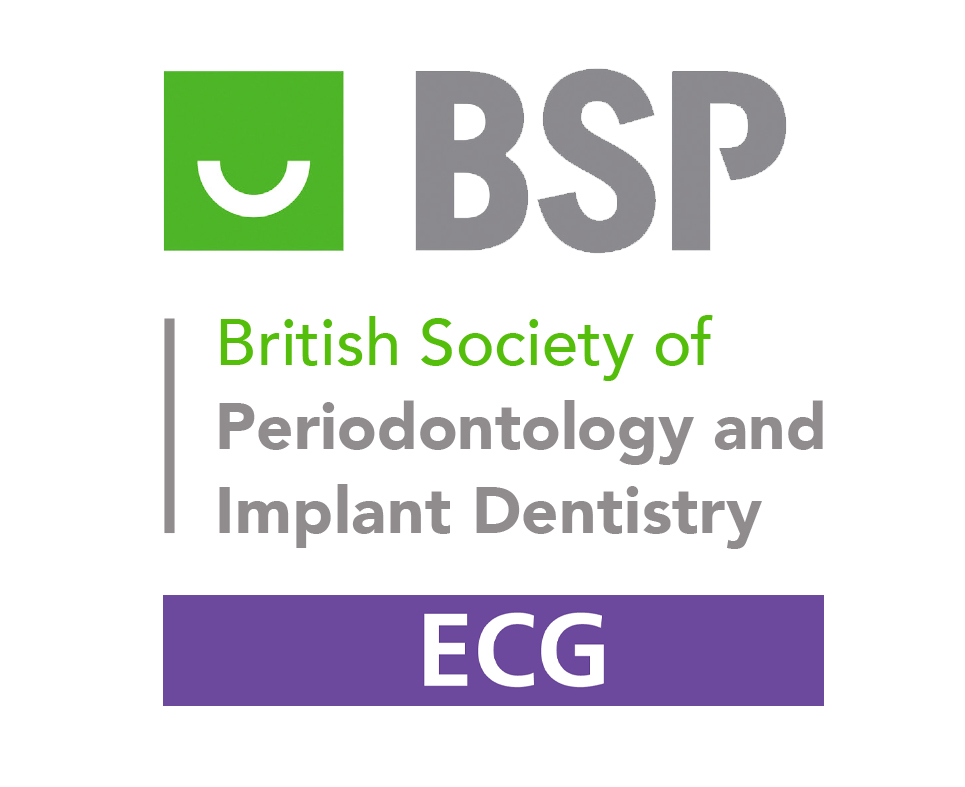 BSP
British Society of
Periodontology and
Implant Dentistry
ECG